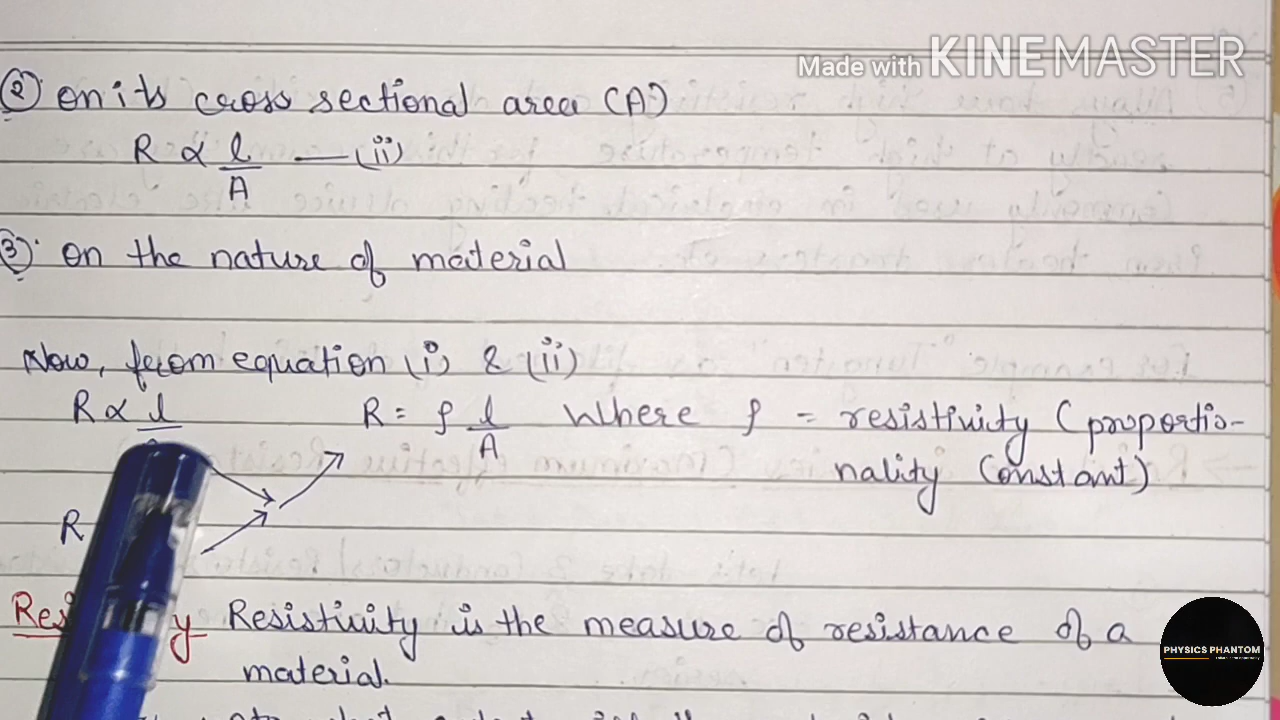 Made with KINEMASTER
② on its cross sectional area (A)
R ∝ l/A — (ii)
③ on the nature of material
Now, from equation (i) & (ii)
R ∝ l
R = ρ l/A Where ρ = resistivity (proportio-
nality Constant)
R
Resistivity is the measure of resistance of a
material.
PHYSICS PHANTOM